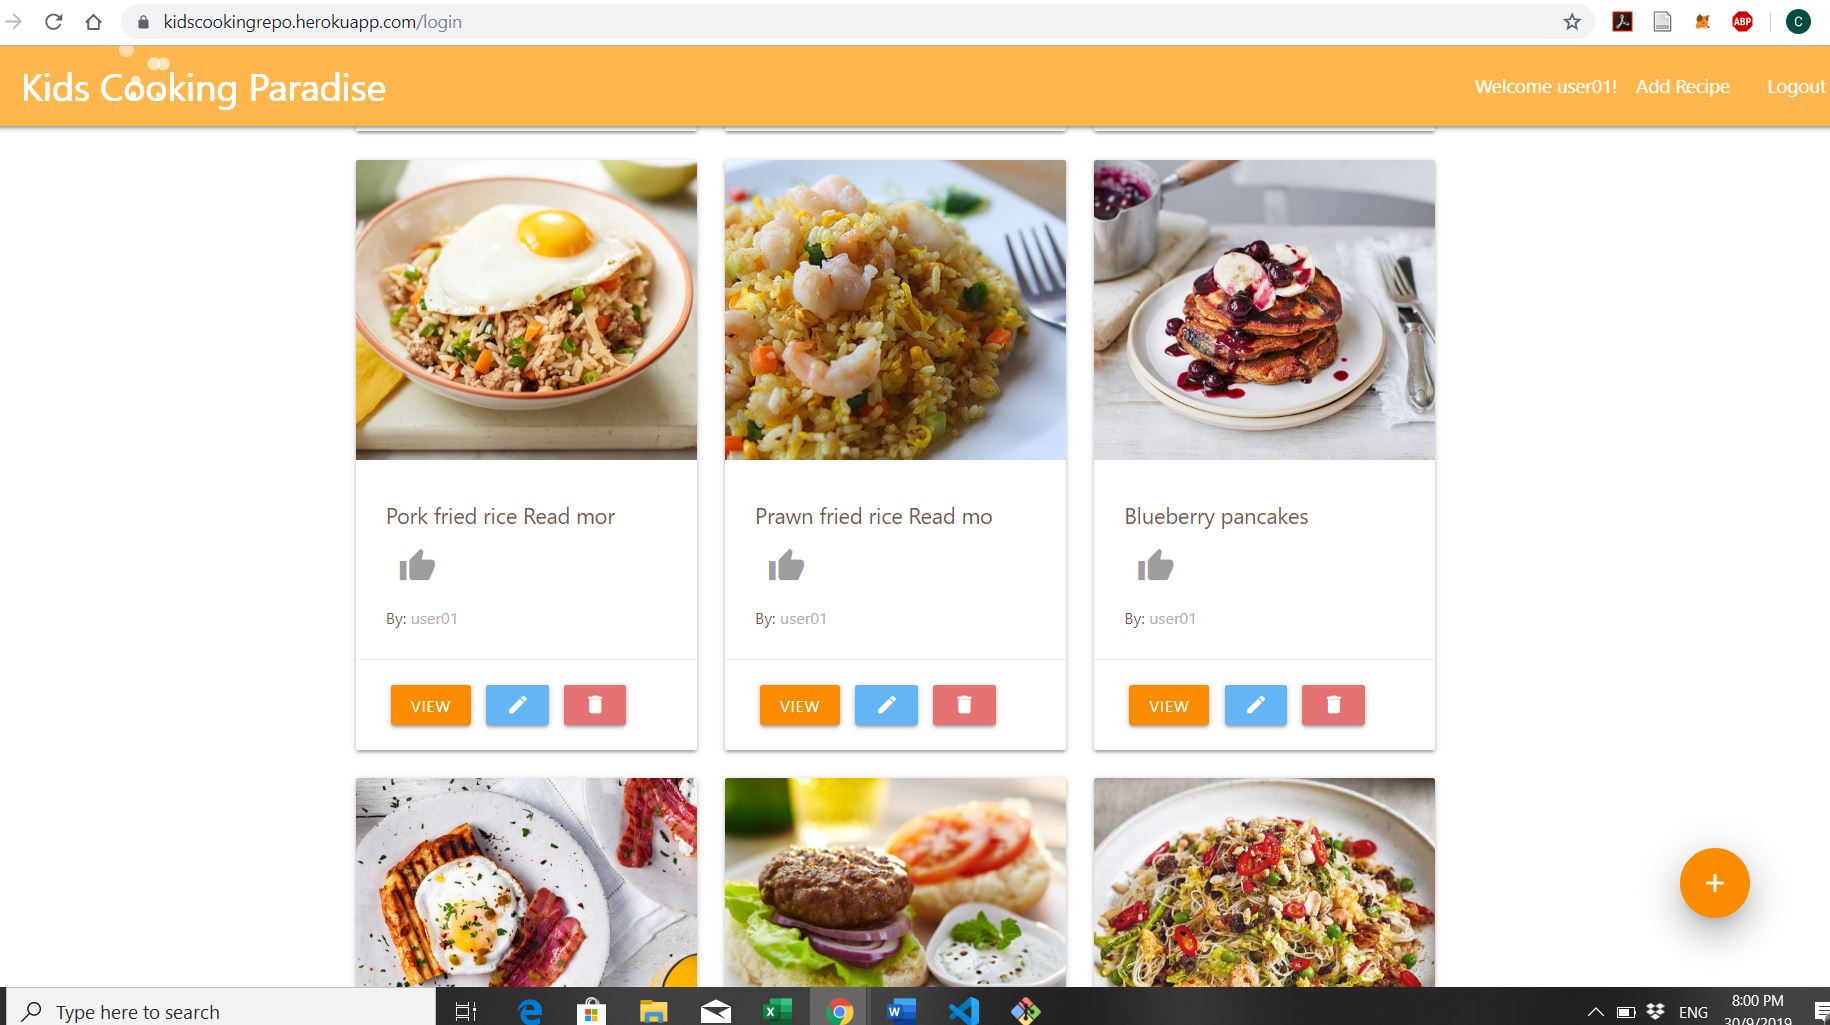 kidscookingrepo.herokuapp.com/login
ABP
C
Kids Cooking Paradise
Welcome user01! Add Recipe Logout
Pork fried rice Read mor
By: user01
VIEW
Prawn fried rice Read mo
By: user01
VIEW
Blueberry pancakes
By: user01
VIEW
Type here to search
ENG
8:00 PM
30/9/2019